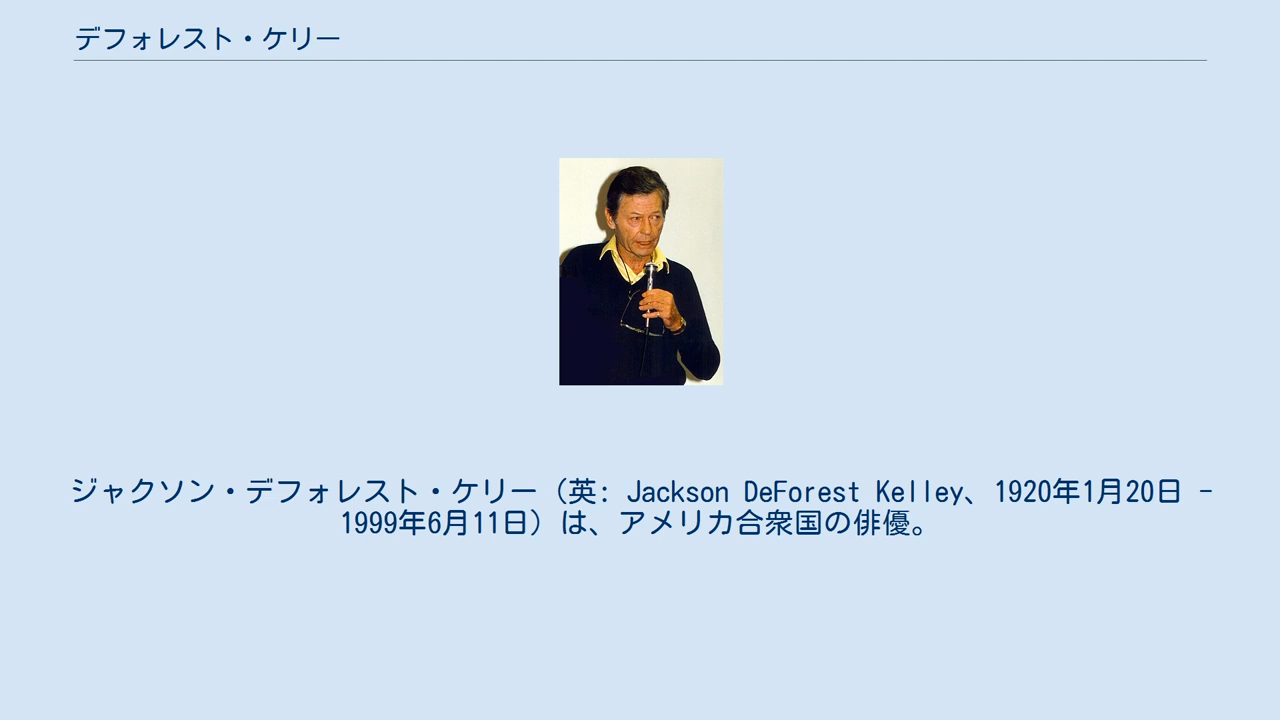 デフォレスト・ケリー
ジャクソン・デフォレスト・ケリー（英: Jackson DeForest Kelley、1920年1月20日 -
1999年6月11日）は、アメリカ合衆国の俳優。